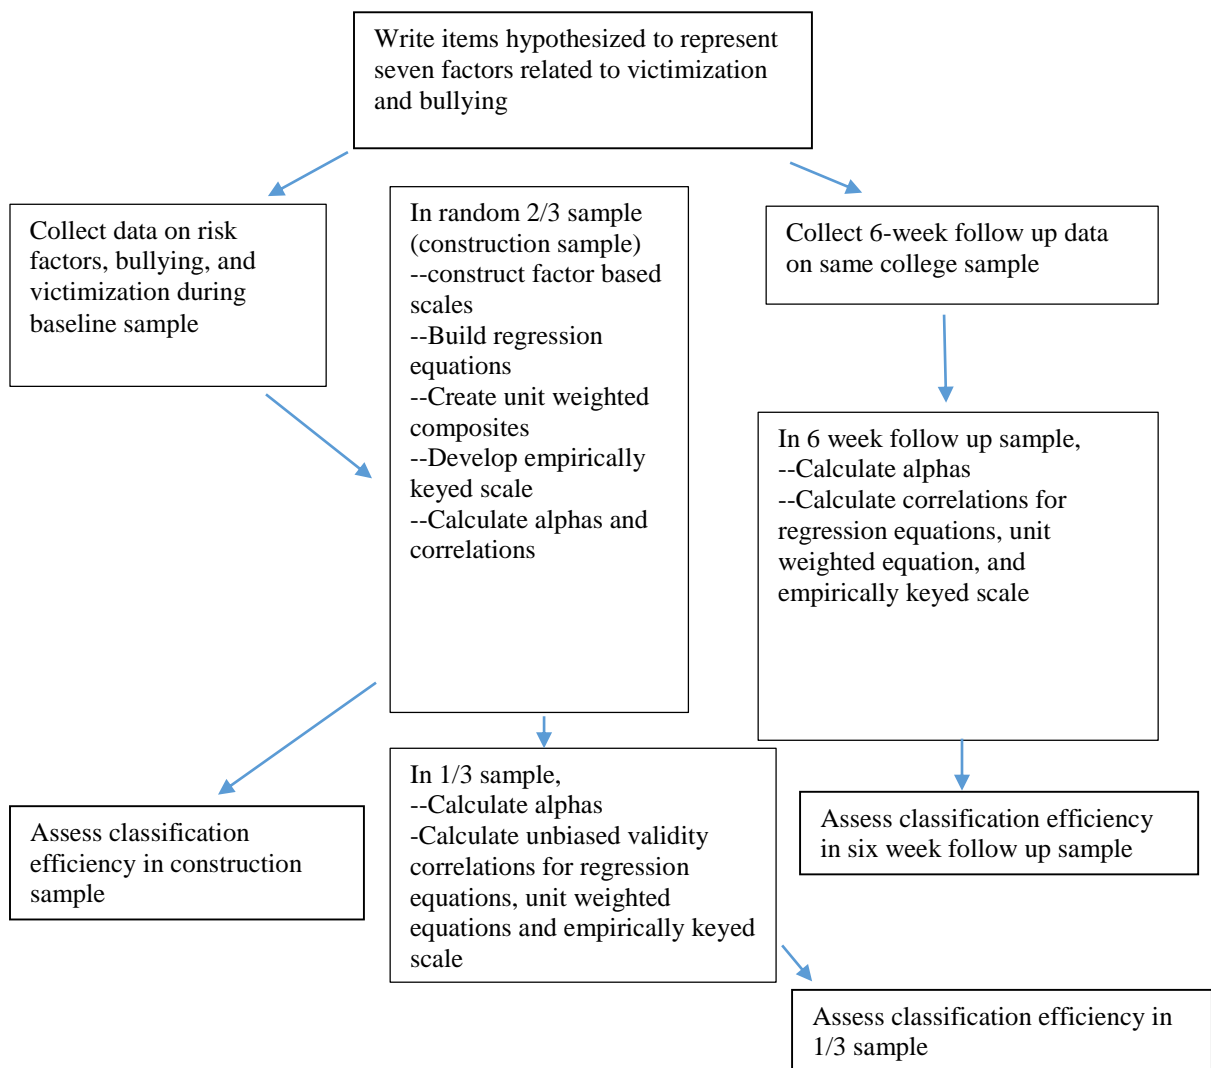 Write items hypothesized to represent
seven factors related to victimization
and bullying
Collect data on risk
factors, bullying, and
victimization during
baseline sample
In random 2/3 sample
(construction sample)
--construct factor based
scales
--Build regression
equations
--Create unit weighted
composites
--Develop empirically
keyed scale
--Calculate alphas and
correlations
Collect 6-week follow up data
on same college sample
In 6 week follow up sample,
--Calculate alphas
--Calculate correlations for
regression equations, unit
weighted equation, and
empirically keyed scale
Assess classification
efficiency in construction
sample
In 1/3 sample,
--Calculate alphas
-Calculate unbiased validity
correlations for regression
equations, unit weighted
equations and empirically keyed
scale
Assess classification efficiency
in six week follow up sample
Assess classification efficiency in
1/3 sample